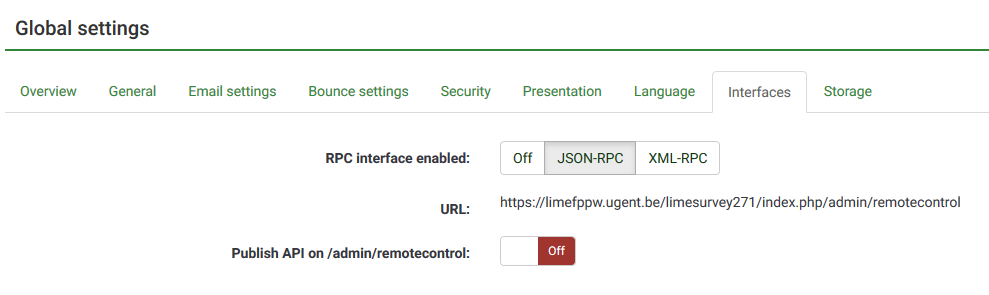 Global settings
Overview General Email settings Bounce settings Security Presentation Language Interfaces Storage
RPC interface enabled: Off JSON-RPC XML-RPC
URL: https://limefppw.ugent.be/limesurvey271/index.php/admin/remotecontrol
Publish API on /admin/remotecontrol: Off